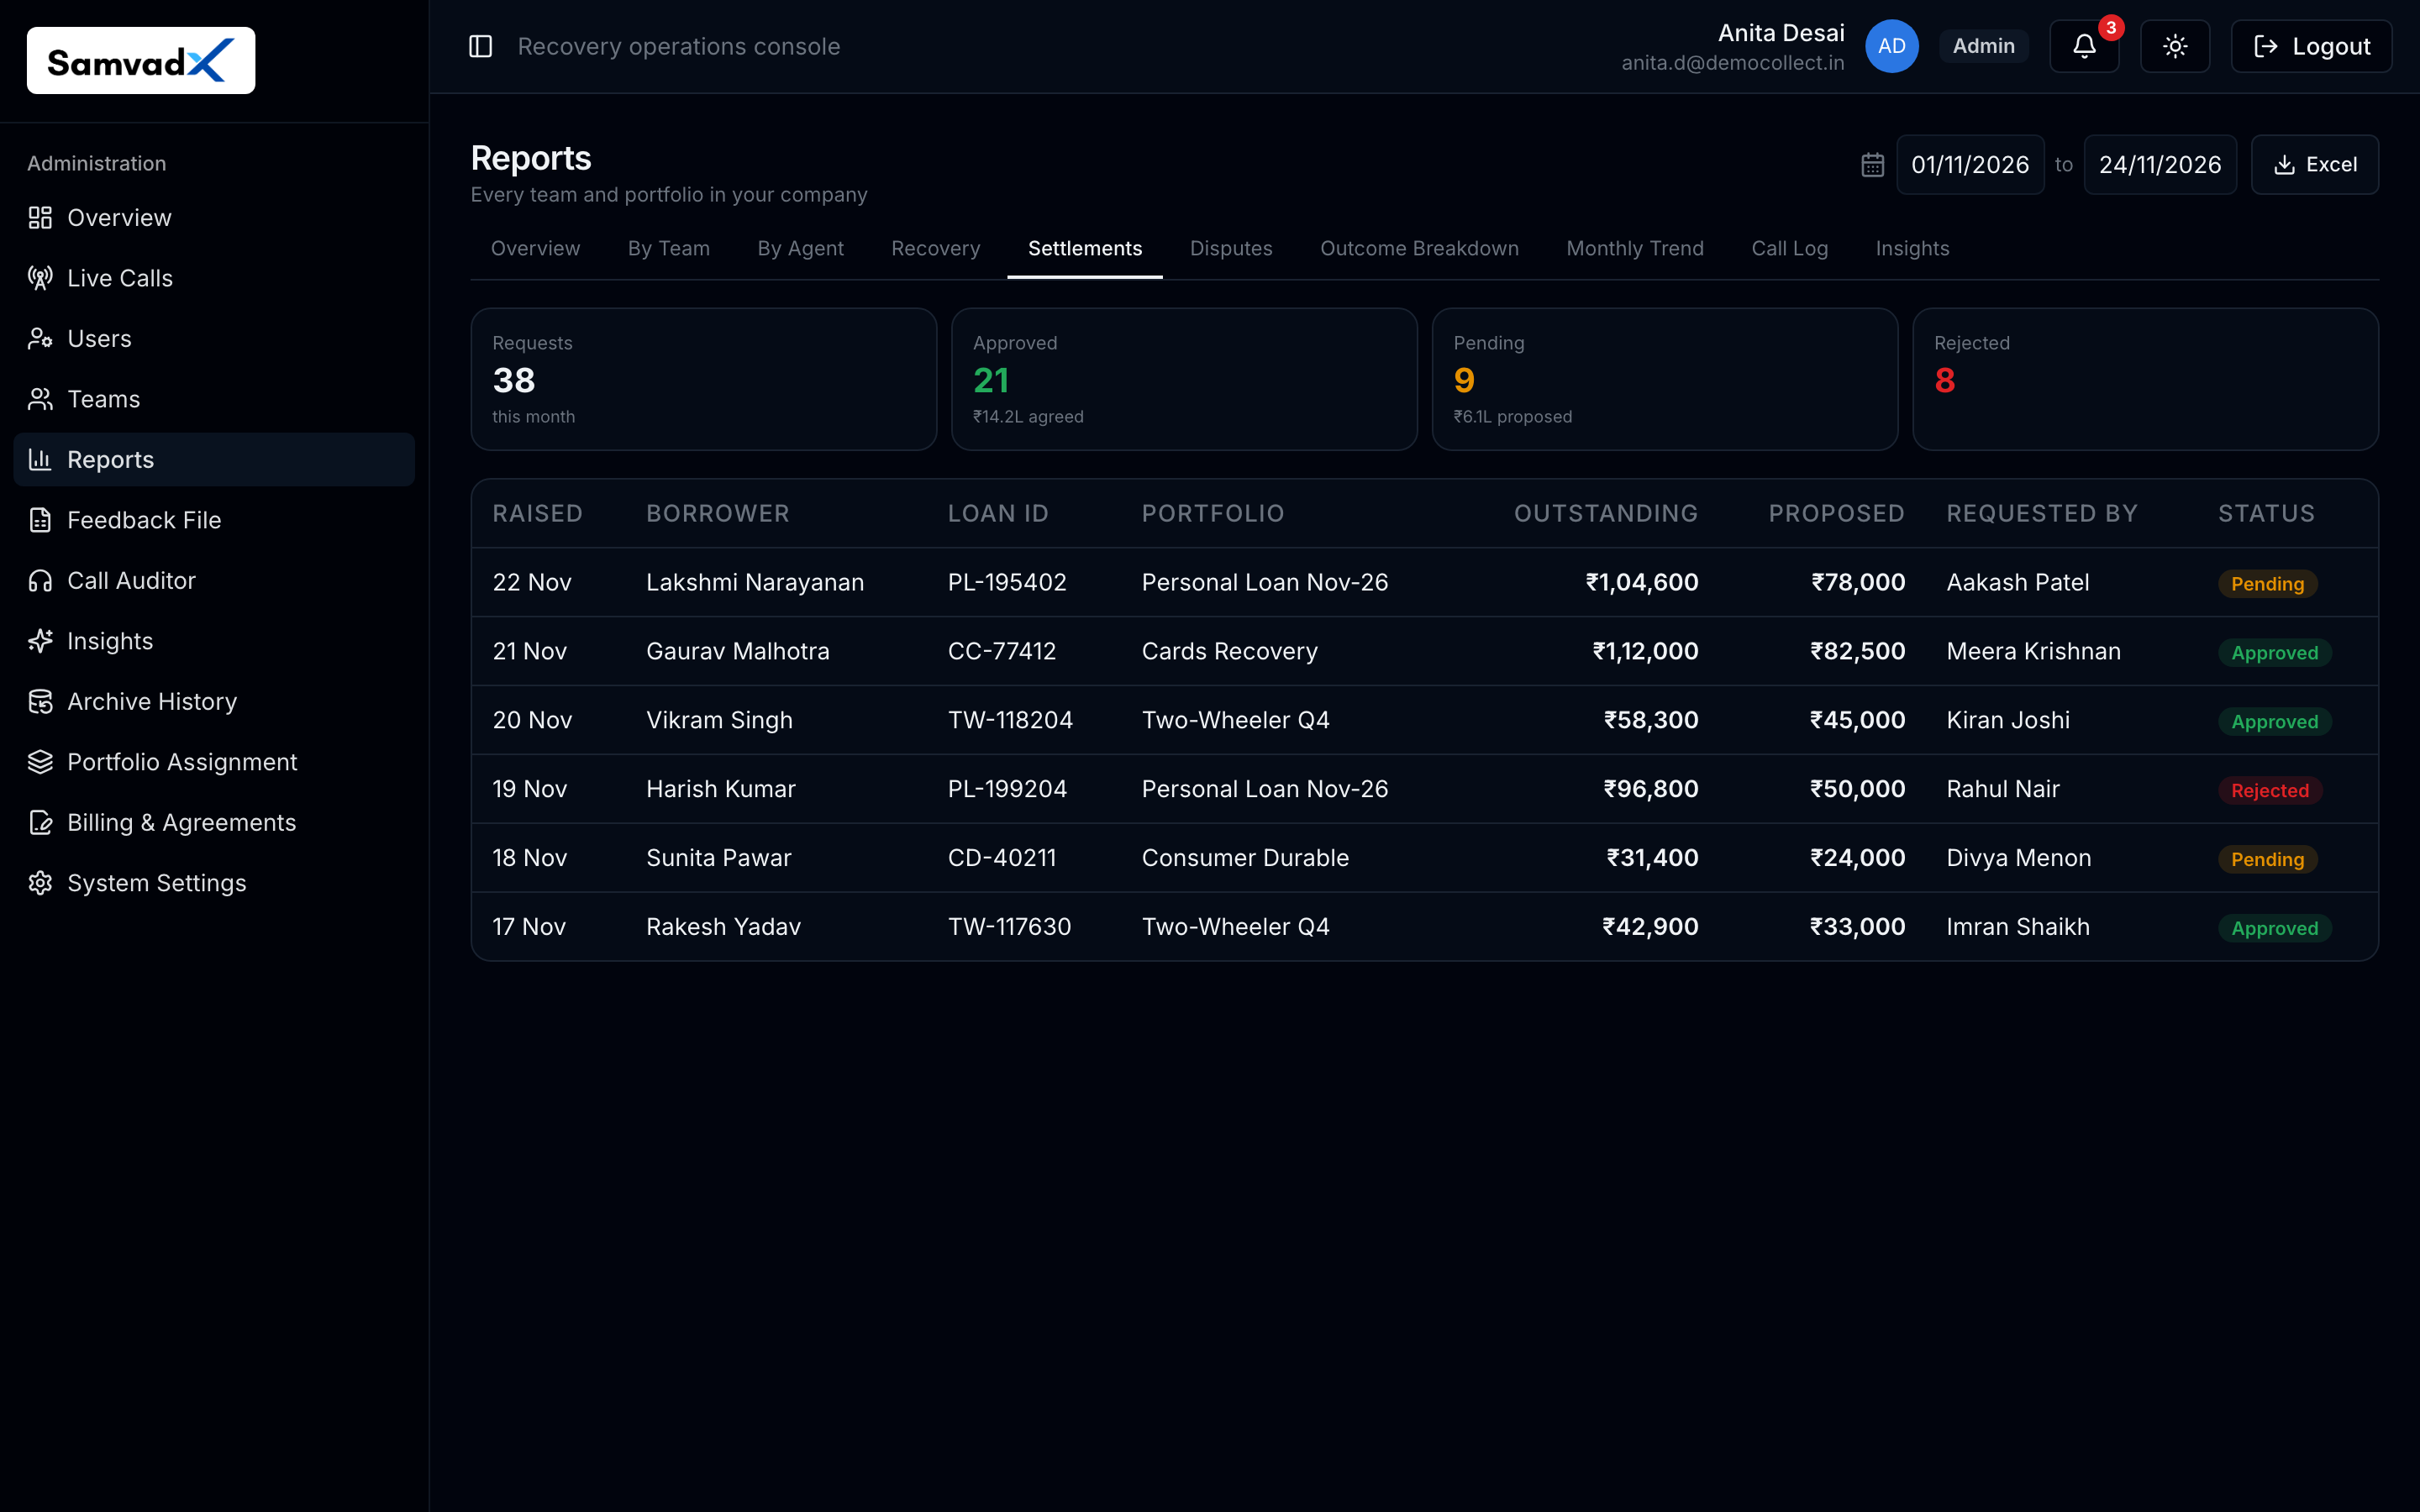 SamvadX
Recovery operations console
Anita Desai
anita.d@democollect.in
AD
Admin
3
Logout
Administration
Overview
Live Calls
Users
Teams
Reports
Feedback File
Call Auditor
Insights
Archive History
Portfolio Assignment
Billing & Agreements
System Settings
Reports
Every team and portfolio in your company
01/11/2026 to 24/11/2026 Excel
Overview By Team By Agent Recovery Settlements Disputes Outcome Breakdown Monthly Trend Call Log Insights
Requests
38
this month
Approved
21
₹14.2L agreed
Pending
9
₹6.1L proposed
Rejected
8
RAISED BORROWER LOAN ID PORTFOLIO OUTSTANDING PROPOSED REQUESTED BY STATUS
22 Nov Lakshmi Narayanan PL-195402 Personal Loan Nov-26 ₹1,04,600 ₹78,000 Aakash Patel Pending
21 Nov Gaurav Malhotra CC-77412 Cards Recovery ₹1,12,000 ₹82,500 Meera Krishnan Approved
20 Nov Vikram Singh TW-118204 Two-Wheeler Q4 ₹58,300 ₹45,000 Kiran Joshi Approved
19 Nov Harish Kumar PL-199204 Personal Loan Nov-26 ₹96,800 ₹50,000 Rahul Nair Rejected
18 Nov Sunita Pawar CD-40211 Consumer Durable ₹31,400 ₹24,000 Divya Menon Pending
17 Nov Rakesh Yadav TW-117630 Two-Wheeler Q4 ₹42,900 ₹33,000 Imran Shaikh Approved